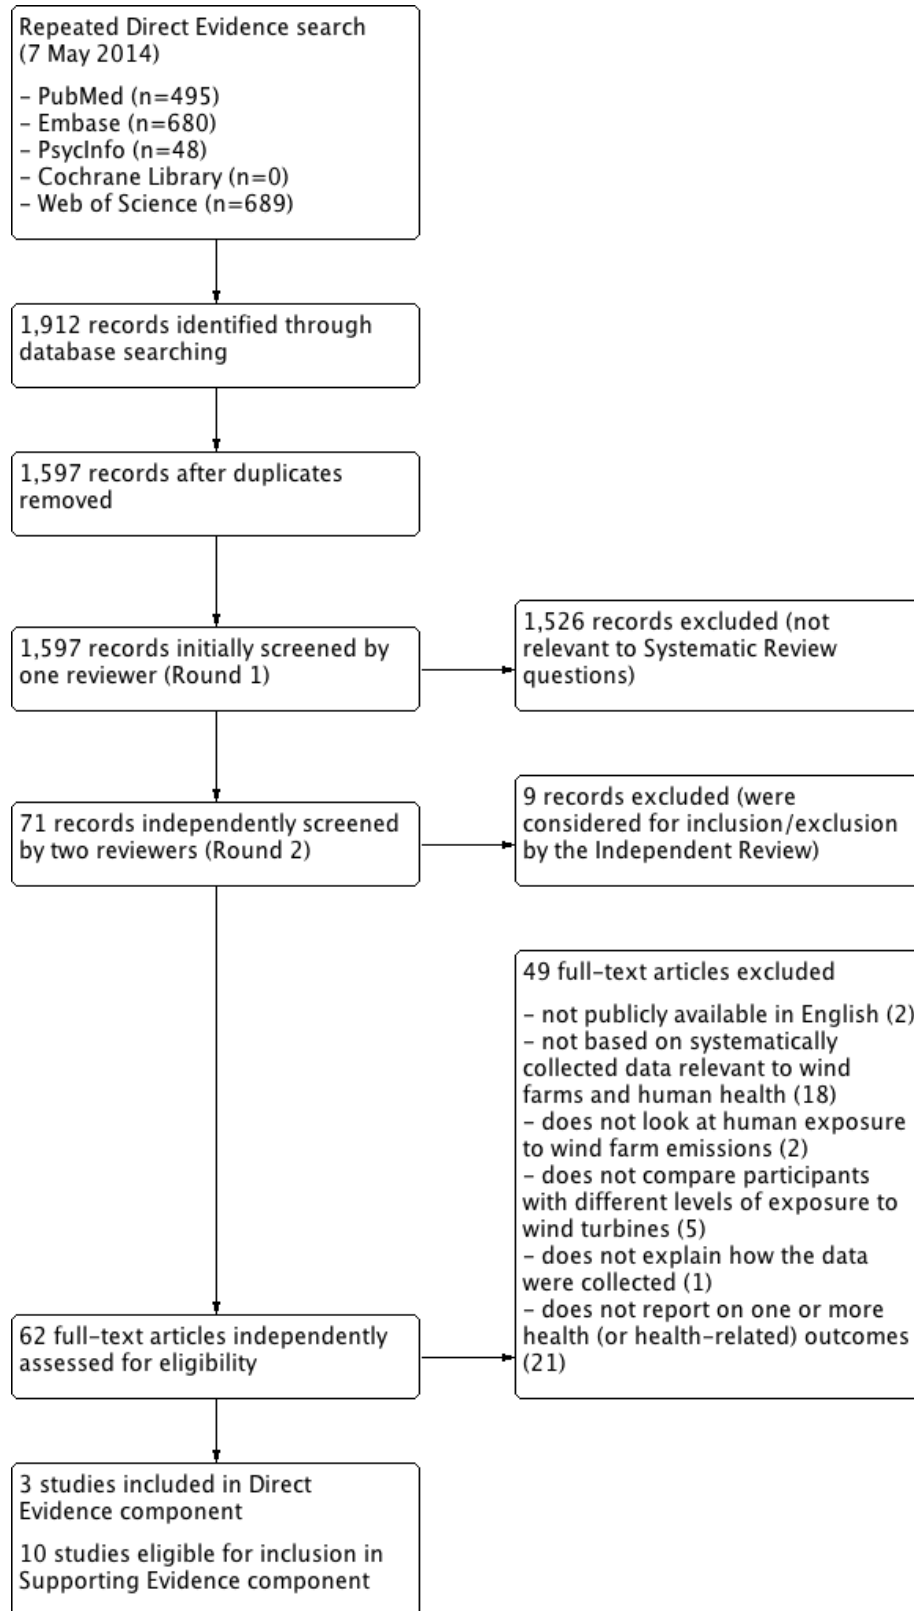 Repeated Direct Evidence search
(7 May 2014)
– PubMed (n=495)
– Embase (n=680)
– PsycInfo (n=48)
– Cochrane Library (n=0)
– Web of Science (n=689)
1,912 records identified through
database searching
1,597 records after duplicates
removed
1,597 records initially screened by
one reviewer (Round 1)
1,526 records excluded (not
relevant to Systematic Review
questions)
71 records independently screened
by two reviewers (Round 2)
9 records excluded (were
considered for inclusion/exclusion
by the Independent Review)
49 full-text articles excluded
– not publicly available in English (2)
– not based on systematically
collected data relevant to wind
farms and human health (18)
– does not look at human exposure
to wind farm emissions (2)
– does not compare participants
with different levels of exposure to
wind turbines (5)
– does not explain how the data
were collected (1)
– does not report on one or more
health (or health-related) outcomes
(21)
62 full-text articles independently
assessed for eligibility
3 studies included in Direct
Evidence component
10 studies eligible for inclusion in
Supporting Evidence component